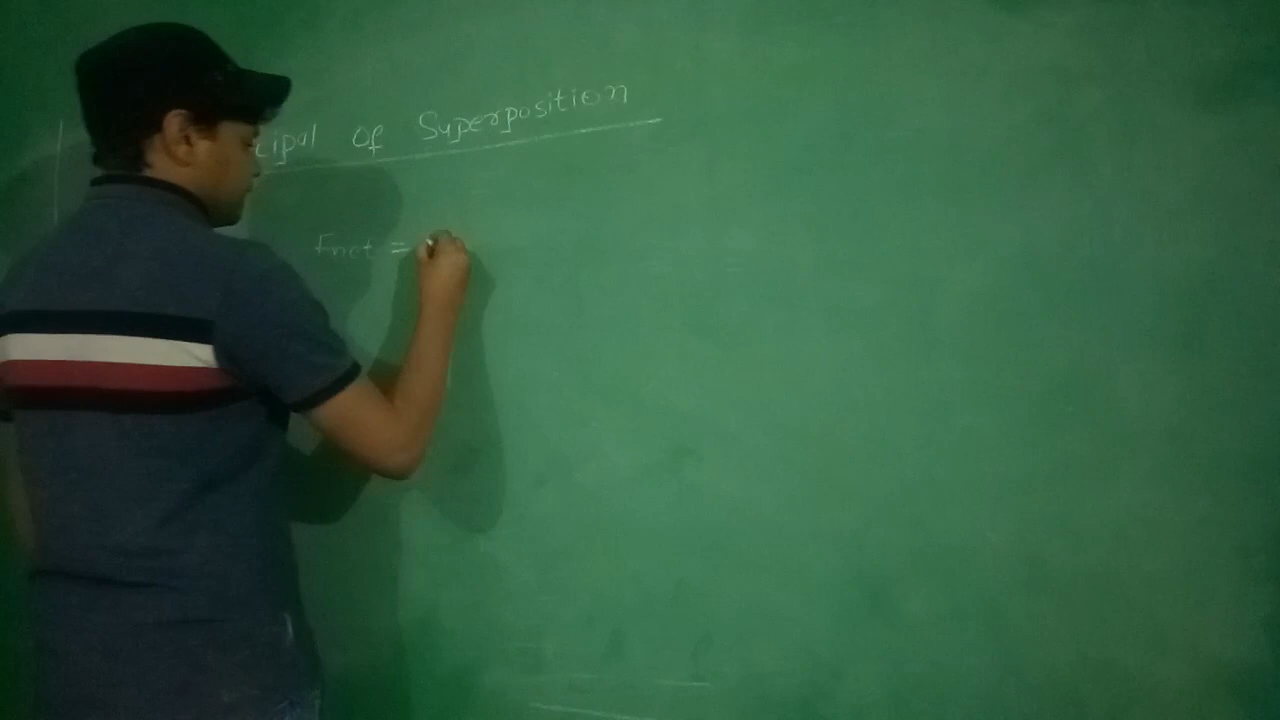 cipal of Superposition
Fnet =